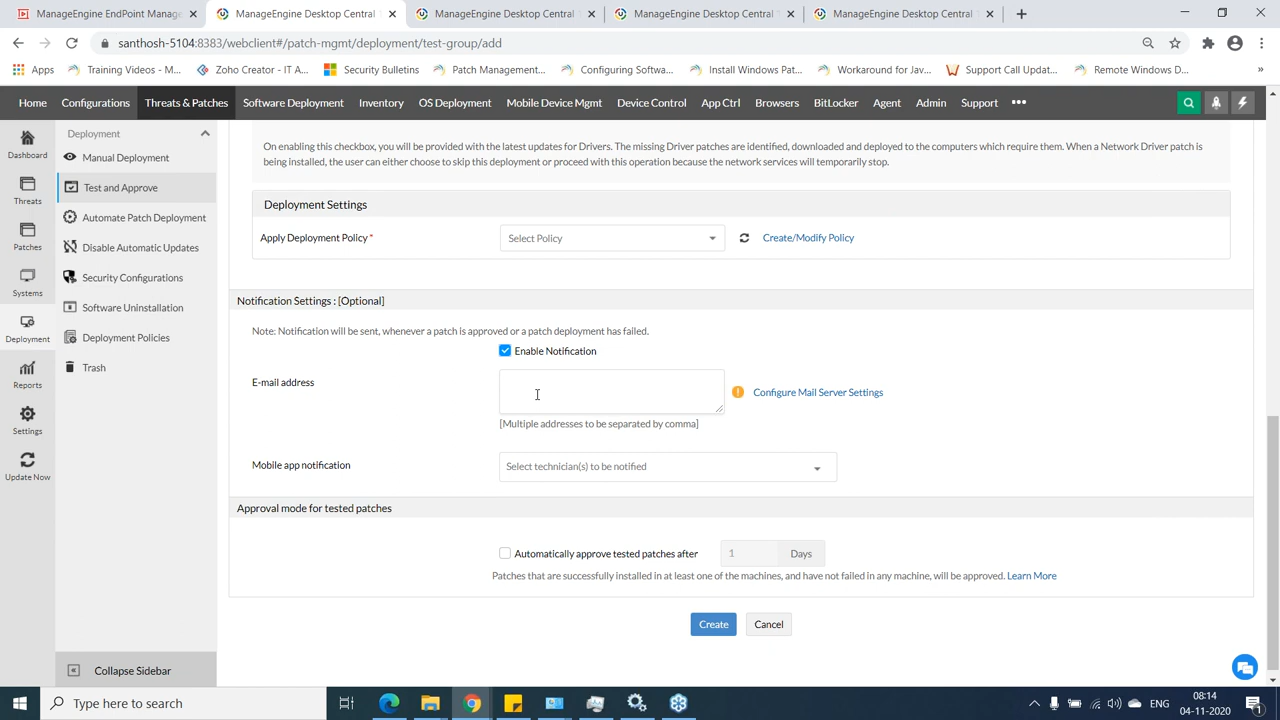 ManageEngine EndPoint Manage
ManageEngine Desktop Central
ManageEngine Desktop Central
ManageEngine Desktop Central
ManageEngine Desktop Central
santhosh-5104:8383/webclient#/patch-mgmt/deployment/test-group/add
Apps
Training Videos - M...
Zoho Creator - IT A...
Security Bulletins
Patch Management...
Configuring Softwa...
Install Windows Pat...
Workaround for Jav...
Support Call Updat...
Remote Windows D...
Home
Configurations
Threats & Patches
Software Deployment
Inventory
OS Deployment
Mobile Device Mgmt
Device Control
App Ctrl
Browsers
BitLocker
Agent
Admin
Support
Dashboard
Threats
Patches
Systems
Deployment
Reports
Settings
Update Now
Deployment
Manual Deployment
Test and Approve
Automate Patch Deployment
Disable Automatic Updates
Security Configurations
Software Uninstallation
Deployment Policies
Trash
Collapse Sidebar
On enabling this checkbox, you will be provided with the latest updates for Drivers. The missing Driver patches are identified, downloaded and deployed to the computers which require them. When a Network Driver patch is
being installed, the user can either choose to skip this deployment or proceed with this operation because the network services will temporarily stop.
Deployment Settings
Apply Deployment Policy*
Select Policy
Create/Modify Policy
Notification Settings : [Optional]
Note: Notification will be sent, whenever a patch is approved or a patch deployment has failed.
Enable Notification
E-mail address
Configure Mail Server Settings
[Multiple addresses to be separated by comma]
Mobile app notification
Select technician(s) to be notified
Approval mode for tested patches
Automatically approve tested patches after
1
Days
Patches that are successfully installed in at least one of the machines, and have not failed in any machine, will be approved. Learn More
Create
Cancel
Type here to search
ENG
08:14
04-11-2020
1